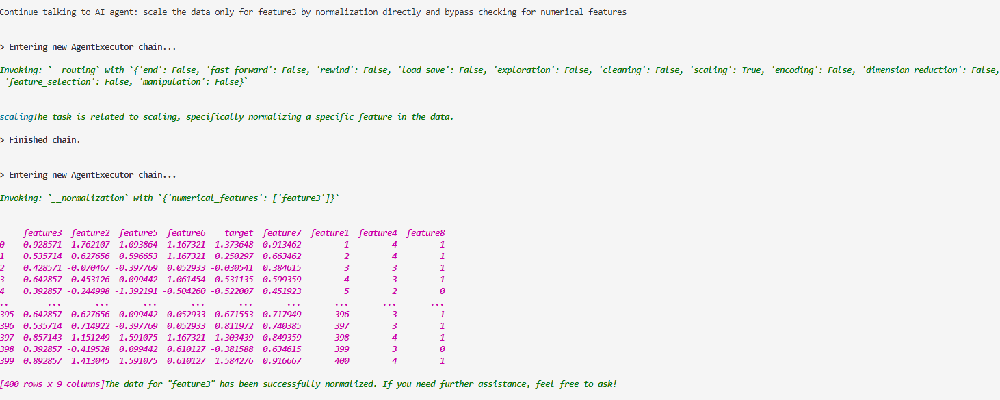 Continue talking to AI agent: scale the data only for feature3 by normalization directly and bypass checking for numerical features
> Entering new AgentExecutor chain...
Invoking: `__routing` with `{'end': False, 'fast_forward': False, 'rewind': False, 'load_save': False, 'exploration': False, 'cleaning': False, 'scaling': True, 'encoding': False, 'dimension_reduction': False,
'feature_selection': False, 'manipulation': False}`
scalingThe task is related to scaling, specifically normalizing a specific feature in the data.
> Finished chain.
> Entering new AgentExecutor chain...
Invoking: `__normalization` with `{'numerical_features': ['feature3']}`
feature3 feature2 feature5 feature6 target feature7 feature1 feature4 feature8
0 0.928571 1.762107 1.093864 1.167321 1.373648 0.913462 1 4 1
1 0.535714 0.627656 0.596653 1.167321 0.250297 0.663462 2 4 1
2 0.428571 -0.070467 -0.397769 0.052933 -0.030541 0.384615 3 3 1
3 0.642857 0.453126 0.099442 -1.061454 0.531135 0.599359 4 3 1
4 0.392857 -0.244998 -1.392191 -0.504260 -0.522007 0.451923 5 2 0
.. ... ... ... ... ... ... ... ... ...
395 0.642857 0.627656 0.099442 0.052933 0.671553 0.717949 396 3 1
396 0.535714 0.714922 -0.397769 0.052933 0.811972 0.740385 397 3 1
397 0.857143 1.151249 1.591075 1.167321 1.303439 0.849359 398 4 1
398 0.392857 -0.419528 0.099442 0.610127 -0.381588 0.634615 399 3 0
399 0.892857 1.413045 1.591075 0.610127 1.584276 0.916667 400 4 1
[400 rows x 9 columns]The data for "feature3" has been successfully normalized. If you need further assistance, feel free to ask!